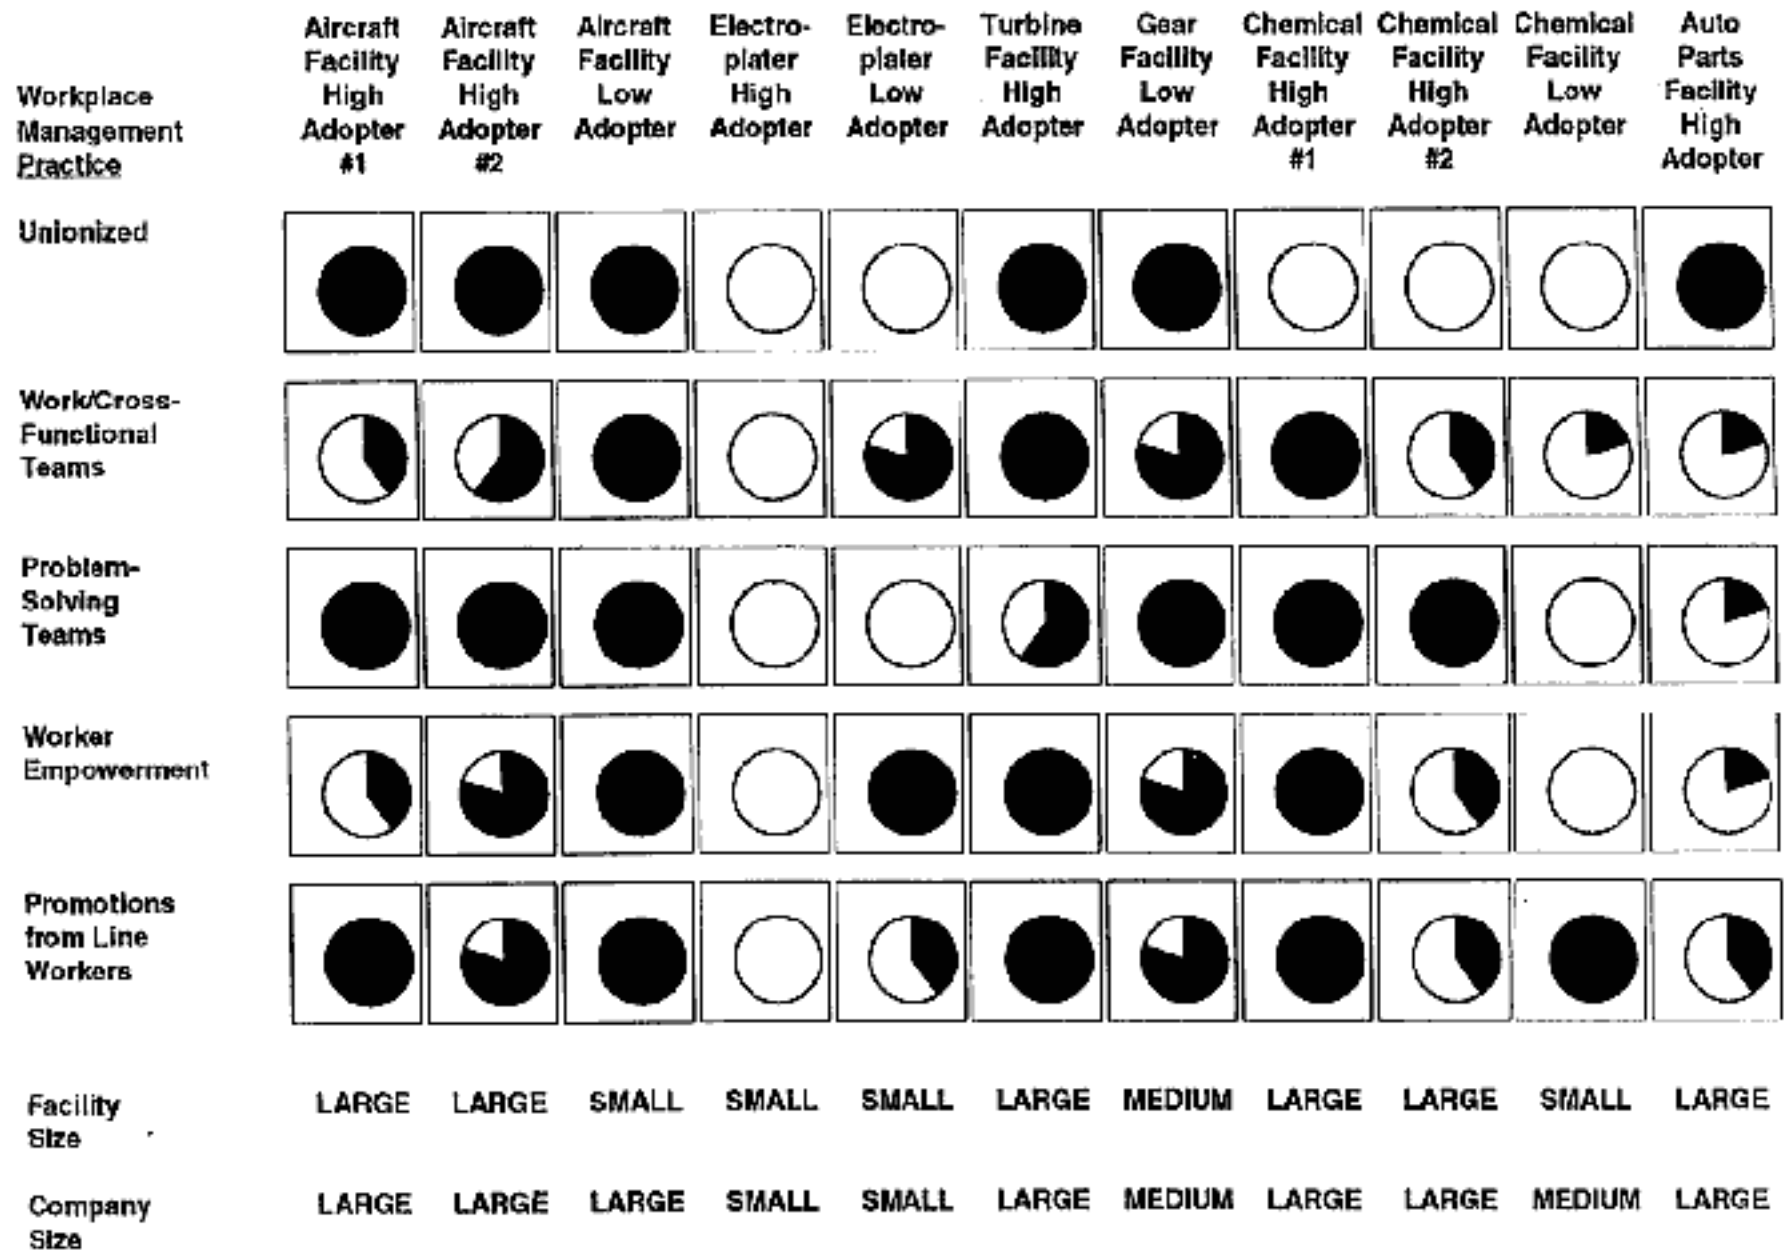 Aircraft Aircraft Aircraft Electro- Electro- Turbine Gear Chemical Chemical Chemical Auto
Facility Facility Facility plater plater Facility Facility Facility Facility Facility Parts
Workplace High High Low High Low High Low High High Low Facility
Management Adopter Adopter Adopter Adopter Adopter Adopter Adopter Adopter Adopter Adopter High
Practice #1 #2 #1 #2 Adopter
Unionized
Work/Cross-
Functional
Teams
Problem-
Solving
Teams
Worker
Empowerment
Promotions
from Line
Workers
Facility LARGE LARGE SMALL SMALL SMALL LARGE MEDIUM LARGE LARGE SMALL LARGE
Size
Company LARGE LARGE LARGE SMALL SMALL LARGE MEDIUM LARGE LARGE MEDIUM LARGE
Size